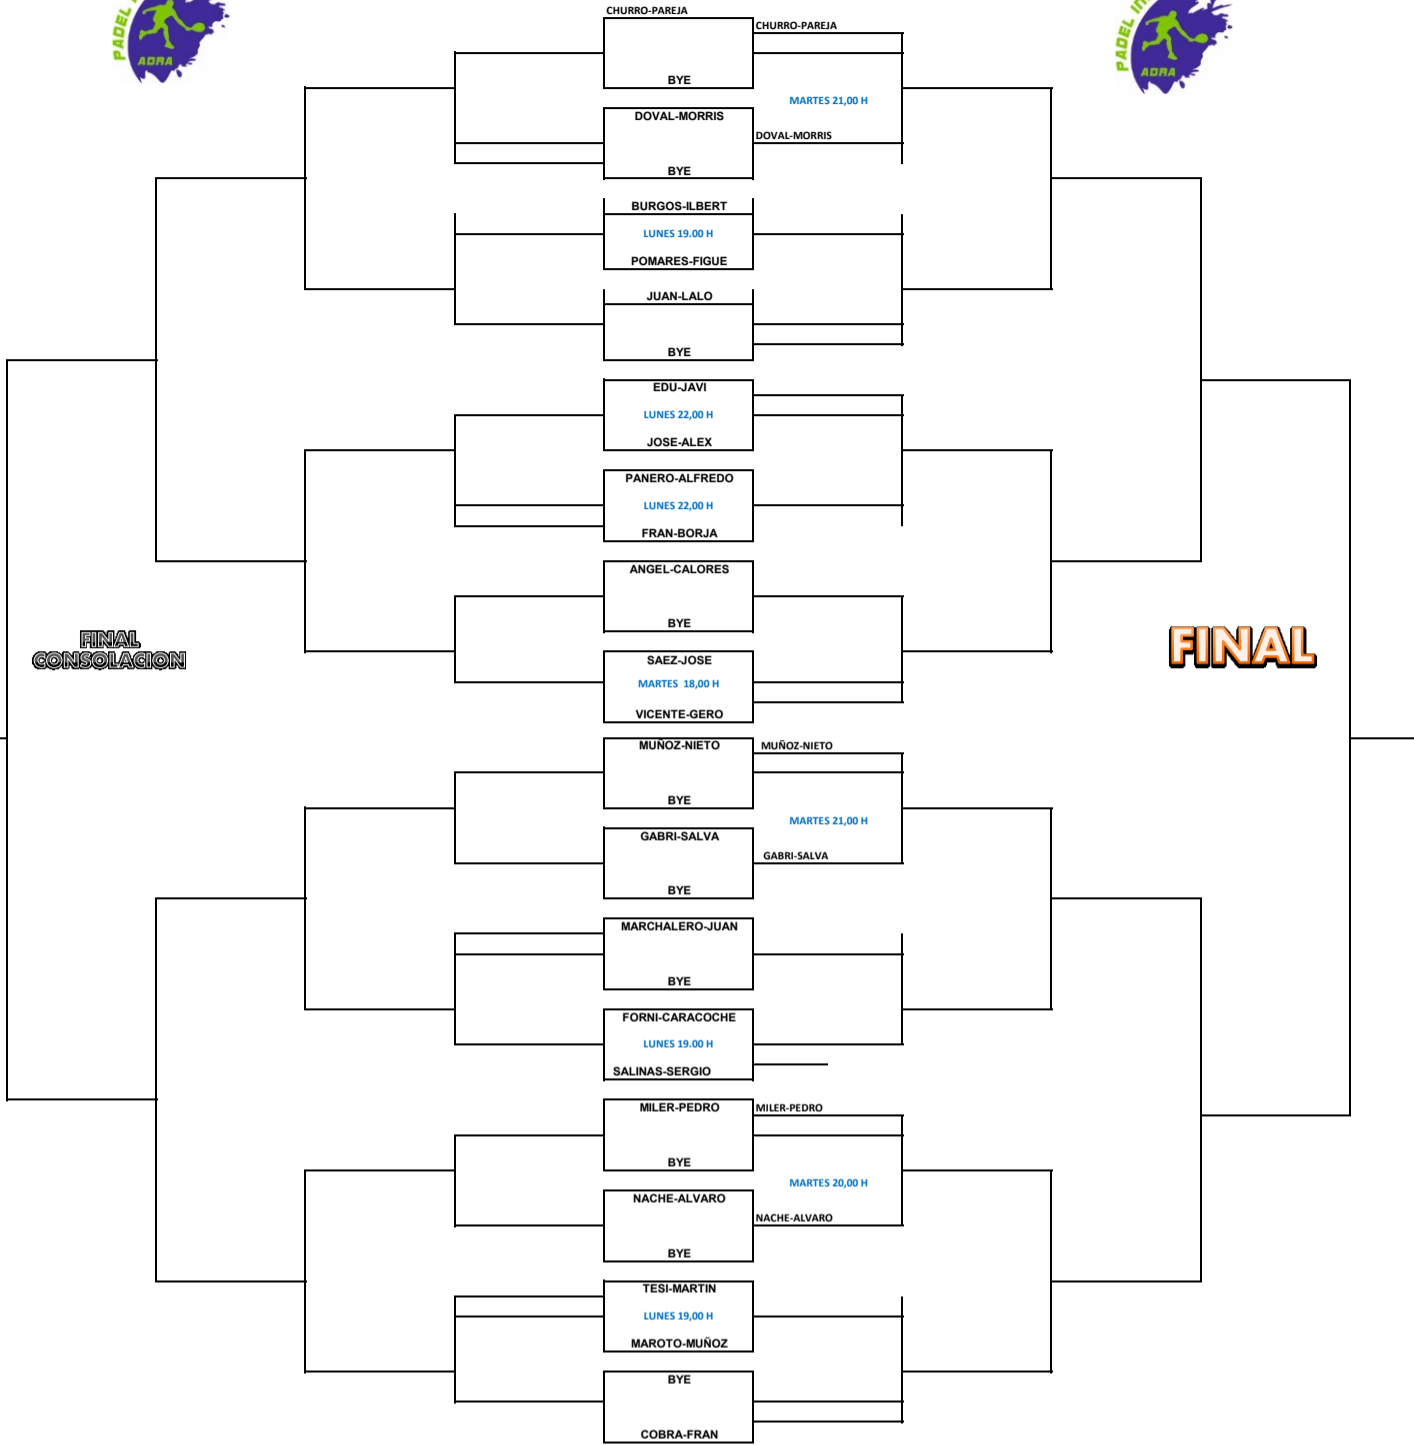 PADEL
ADRA
PADEL
ADRA
CHURRO-PAREJA
CHURRO-PAREJA
BYE
MARTES 21,00 H
DOVAL-MORRIS
DOVAL-MORRIS
BYE
BURGOS-ILBERT
LUNES 19.00 H
POMARES-FIGUE
JUAN-LALO
BYE
EDU-JAVI
LUNES 22,00 H
JOSE-ALEX
PANERO-ALFREDO
LUNES 22,00 H
FRAN-BORJA
ANGEL-CALORES
BYE
FINAL
CONSOLACION
FINAL
SAEZ-JOSE
MARTES 18,00 H
VICENTE-GERO
MUÑOZ-NIETO
MUÑOZ-NIETO
BYE
MARTES 21,00 H
GABRI-SALVA
GABRI-SALVA
BYE
MARCHALERO-JUAN
BYE
FORNI-CARACOCHE
LUNES 19.00 H
SALINAS-SERGIO
MILER-PEDRO
MILER-PEDRO
BYE
MARTES 20,00 H
NACHE-ALVARO
NACHE-ALVARO
BYE
TESI-MARTIN
LUNES 19,00 H
MAROTO-MUÑOZ
BYE
COBRA-FRAN